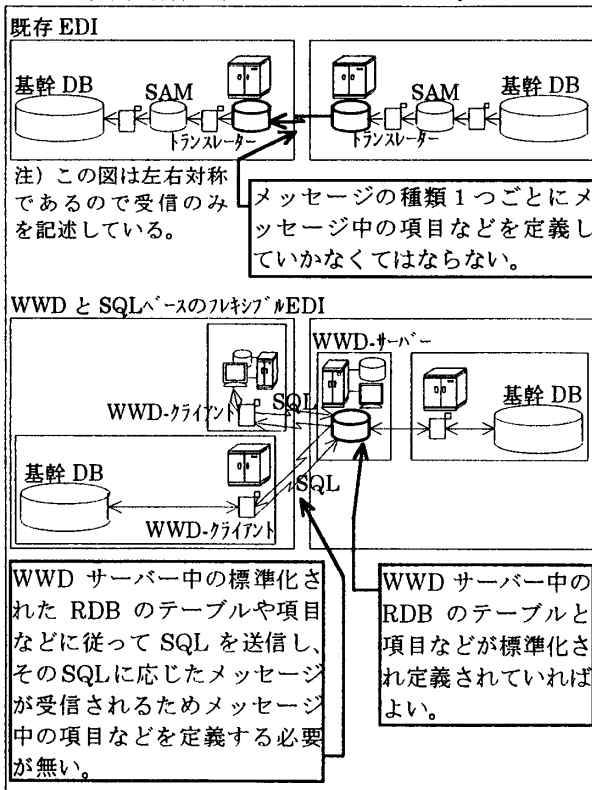 既存 EDI
基幹 DB
SAM
トランスレーター
トランスレーター
SAM
基幹 DB
注）この図は左右対称
であるので受信のみ
を記述している。
メッセージの種類１つごとにメ
ッセージ中の項目などを定義し
ていかなくてはならない。
WWD と SQLベースのフレキシブルEDI
WWD-サーバー
WWD-クライアント
SQL
基幹 DB
基幹 DB
SQL
WWD-クライアント
WWD サーバー中の標準化さ
れた RDB のテーブルや項目
などに従って SQL を送信し、
そのSQLに応じたメッセージ
が受信されるためメッセージ
中の項目などを定義する必要
が無い。
WWD サーバー中の
RDB のテーブルと
項目などが標準化さ
れ定義されていれば
よい。